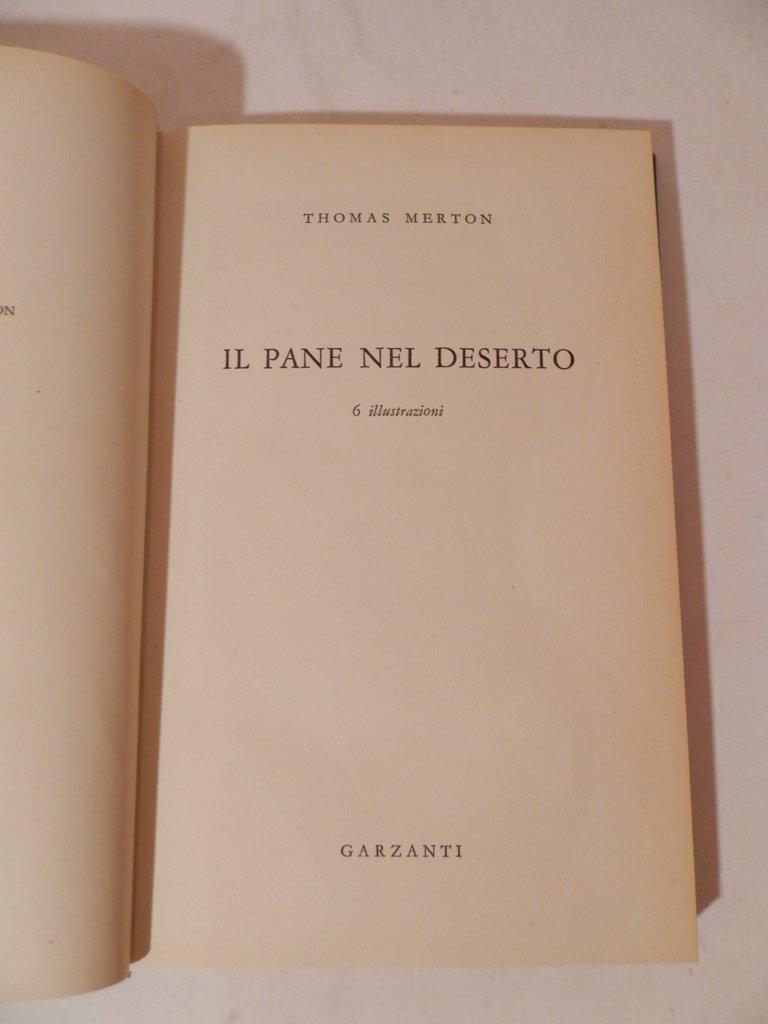 THOMAS MERTON
IL PANE NEL DESERTO
6 illustrazioni
GARZANTI